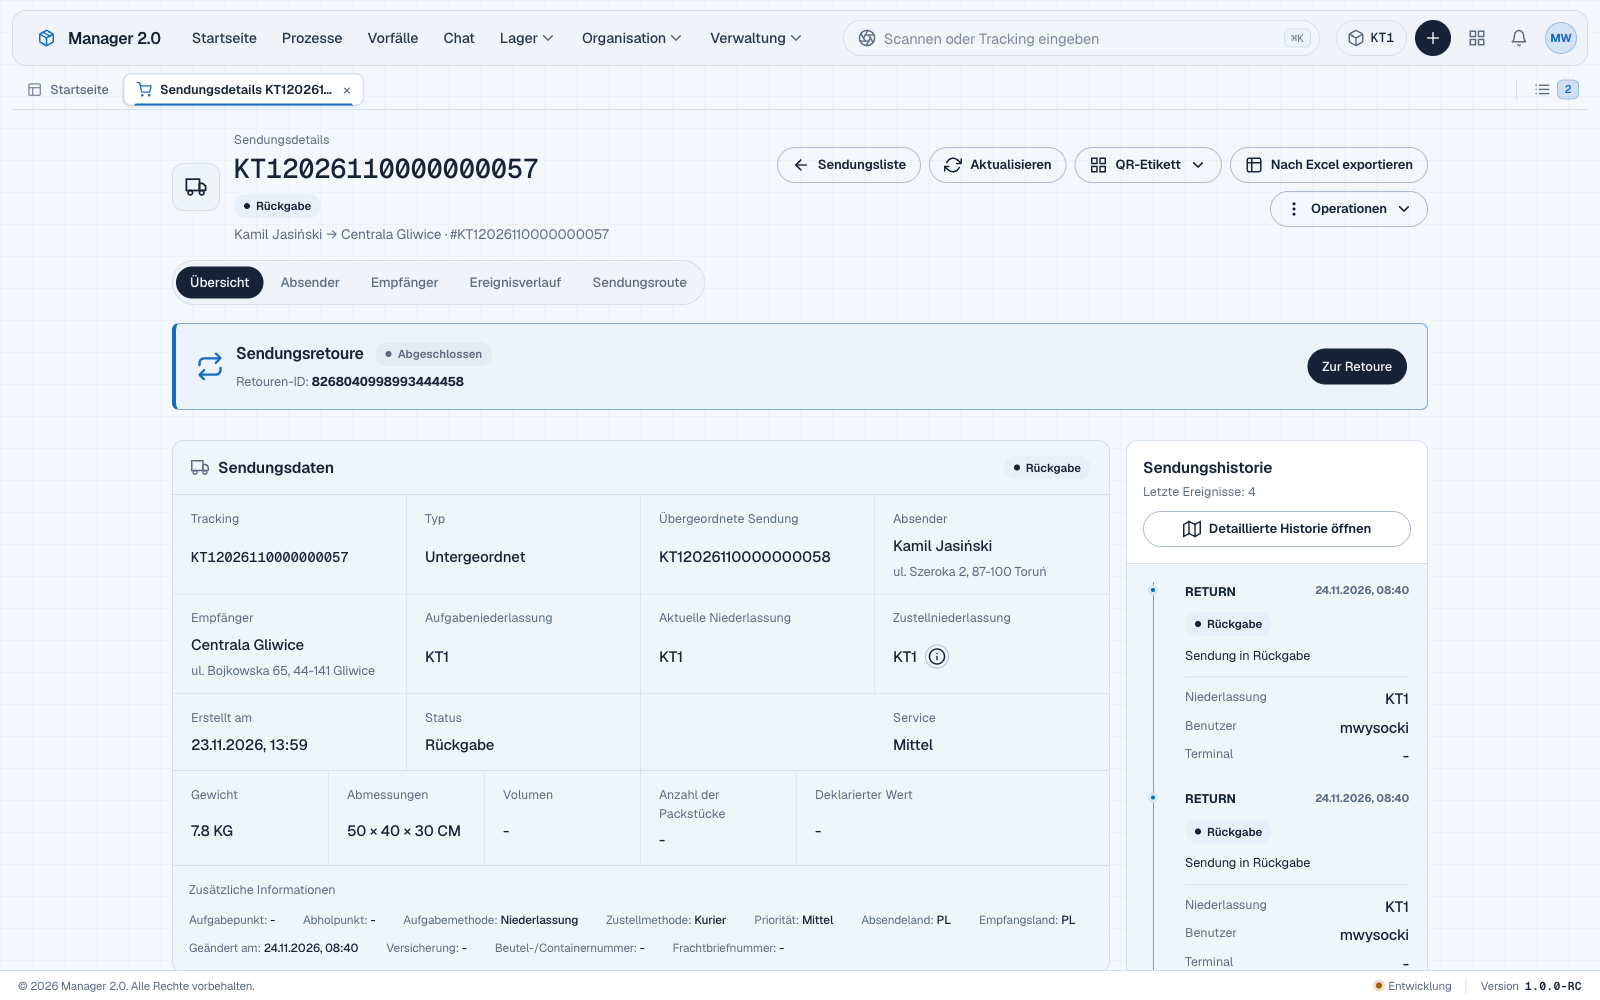 Manager 2.0
Startseite
Prozesse
Vorfälle
Chat
Lager
Organisation
Verwaltung
Scannen oder Tracking eingeben
⌘K
KT1
MW
Startseite
Sendungsdetails KT120261...
2
Sendungsdetails
KT12026110000000057
Rückgabe
Kamil Jasiński → Centrala Gliwice · #KT12026110000000057
Sendungsliste
Aktualisieren
QR-Etikett
Nach Excel exportieren
Operationen
Übersicht
Absender
Empfänger
Ereignisverlauf
Sendungsroute
Sendungsretoure
Abgeschlossen
Retouren-ID: 8268040998993444458
Zur Retoure
Sendungsdaten
Rückgabe
Tracking
KT12026110000000057
Typ
Untergeordnet
Übergeordnete Sendung
KT12026110000000058
Absender
Kamil Jasiński
ul. Szeroka 2, 87-100 Toruń
Empfänger
Centrala Gliwice
ul. Bojkowska 65, 44-141 Gliwice
Aufgabeniederlassung
KT1
Aktuelle Niederlassung
KT1
Zustellniederlassung
KT1
Erstellt am
23.11.2026, 13:59
Status
Rückgabe
Service
Mittel
Gewicht
7.8 KG
Abmessungen
50 × 40 × 30 CM
Volumen
-
Anzahl der
Packstücke
-
Deklarierter Wert
-
Zusätzliche Informationen
Aufgabepunkt: -
Abholpunkt: -
Aufgabemethode: Niederlassung
Zustellmethode: Kurier
Priorität: Mittel
Absendeland: PL
Empfangsland: PL
Geändert am: 24.11.2026, 08:40
Versicherung: -
Beutel-/Containernummer: -
Frachtbriefnummer: -
Sendungshistorie
Letzte Ereignisse: 4
Detaillierte Historie öffnen
RETURN
24.11.2026, 08:40
Rückgabe
Sendung in Rückgabe
Niederlassung
KT1
Benutzer
mwysocki
Terminal
-
RETURN
24.11.2026, 08:40
Rückgabe
Sendung in Rückgabe
Niederlassung
KT1
Benutzer
mwysocki
Terminal
-
© 2026 Manager 2.0. Alle Rechte vorbehalten.
Entwicklung
Version 1.0.0-RC